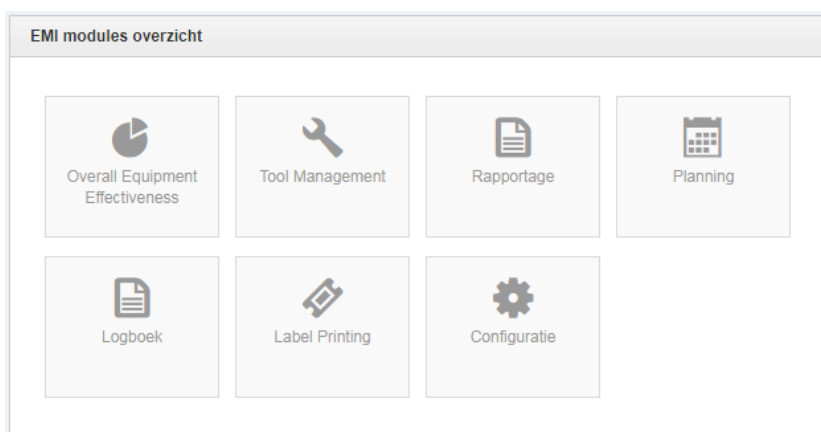 EMI modules overzicht
Overall Equipment
Effectiveness
Tool Management
Rapportage
Planning
Logboek
Label Printing
Configuratie